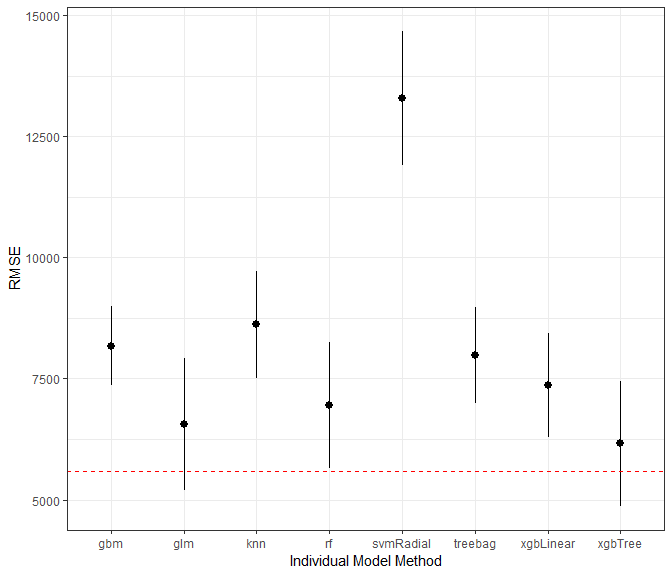 15000
12500
10000
7500
5000
RMSE
gbm glm knn rf svmRadial treebag xgbLinear xgbTree
Individual Model Method